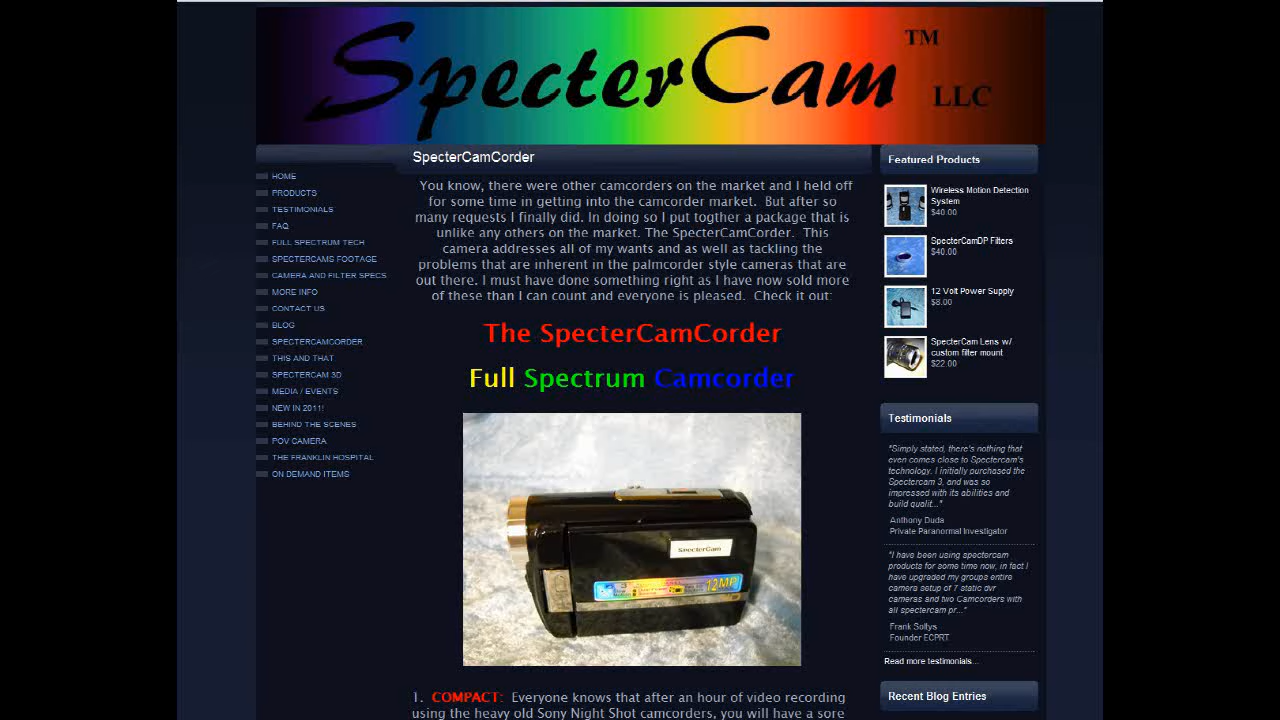 SpecterCam™
LLC
HOME
PRODUCTS
TESTIMONIALS
FAQ
FULL SPECTRUM TECH
SPECTERCAMS FOOTAGE
CAMERA AND FILTER SPECS
MORE INFO
CONTACT US
BLOG
SPECTERCAMCORDER
THIS AND THAT
SPECTERCAM 3D
MEDIA / EVENTS
NEW IN 2011!
BEHIND THE SCENES
POV CAMERA
THE FRANKLIN HOSPITAL
ON DEMAND ITEMS
SpecterCamCorder
You know, there were other camcorders on the market and I held off
for some time in getting into the camcorder market. But after so
many requests I finally did. In doing so I put togther a package that is
unlike any others on the market. The SpecterCamCorder. This
camera addresses all of my wants and as well as tackling the
problems that are inherent in the palmcorder style cameras that are
out there. I must have done something right as I have now sold more
of these than I can count and everyone is pleased. Check it out:
The SpecterCamCorder
Full Spectrum Camcorder
SpecterCam
12MP
1. COMPACT: Everyone knows that after an hour of video recording
using the heavy old Sony Night Shot camcorders, you will have a sore
Featured Products
Wireless Motion Detection
System
$40.00
SpecterCamDP Filters
$40.00
12 Volt Power Supply
$8.00
SpecterCam Lens w/
custom filter mount
$22.00
Testimonials
"Simply stated, there's nothing that
even comes close to Spectercam's
technology. I initially purchased the
Spectercam 3, and was so
impressed with its abilities and
build qualit..."
Anthony Duda
Private Paranormal Investigator
"I have been using spectercam
products for some time now, in fact I
have upgraded my groups entire
camera setup of 7 static dvr
cameras and two Camcorders with
all spectercam pr..."
Frank Sollys
Founder ECPRT
Read more testimonials...
Recent Blog Entries